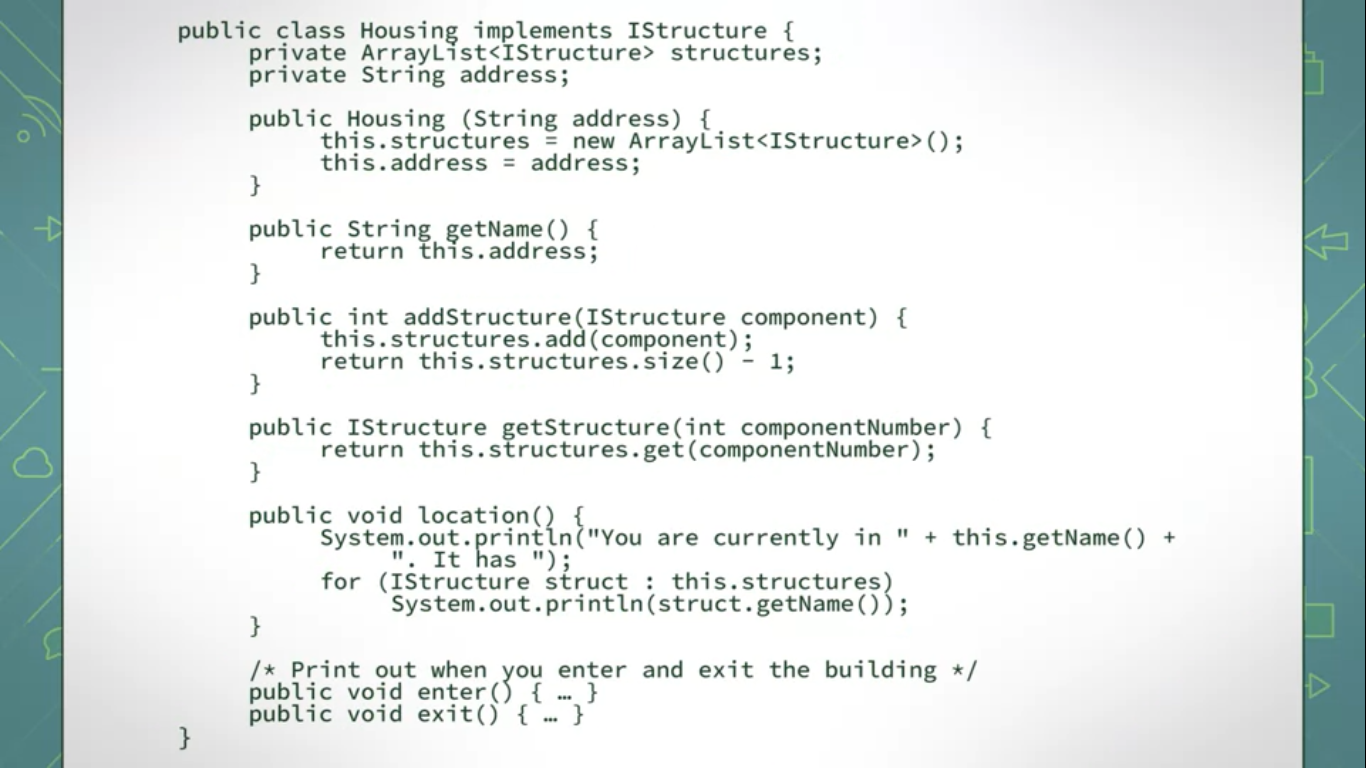 public class Housing implements IStructure {
private ArrayList<IStructure> structures;
private String address;
public Housing (String address) {
this.structures = new ArrayList<IStructure>();
this.address = address;
}
public String getName() {
return this.address;
}
public int addStructure(IStructure component) {
this.structures.add(component);
return this.structures.size() - 1;
}
public IStructure getStructure(int componentNumber) {
return this.structures.get(componentNumber);
}
public void location() {
System.out.println("You are currently in " + this.getName() +
". It has ");
for (IStructure struct : this.structures)
System.out.println(struct.getName());
}
/* Print out when you enter and exit the building */
public void enter() { … }
public void exit() { … }
}